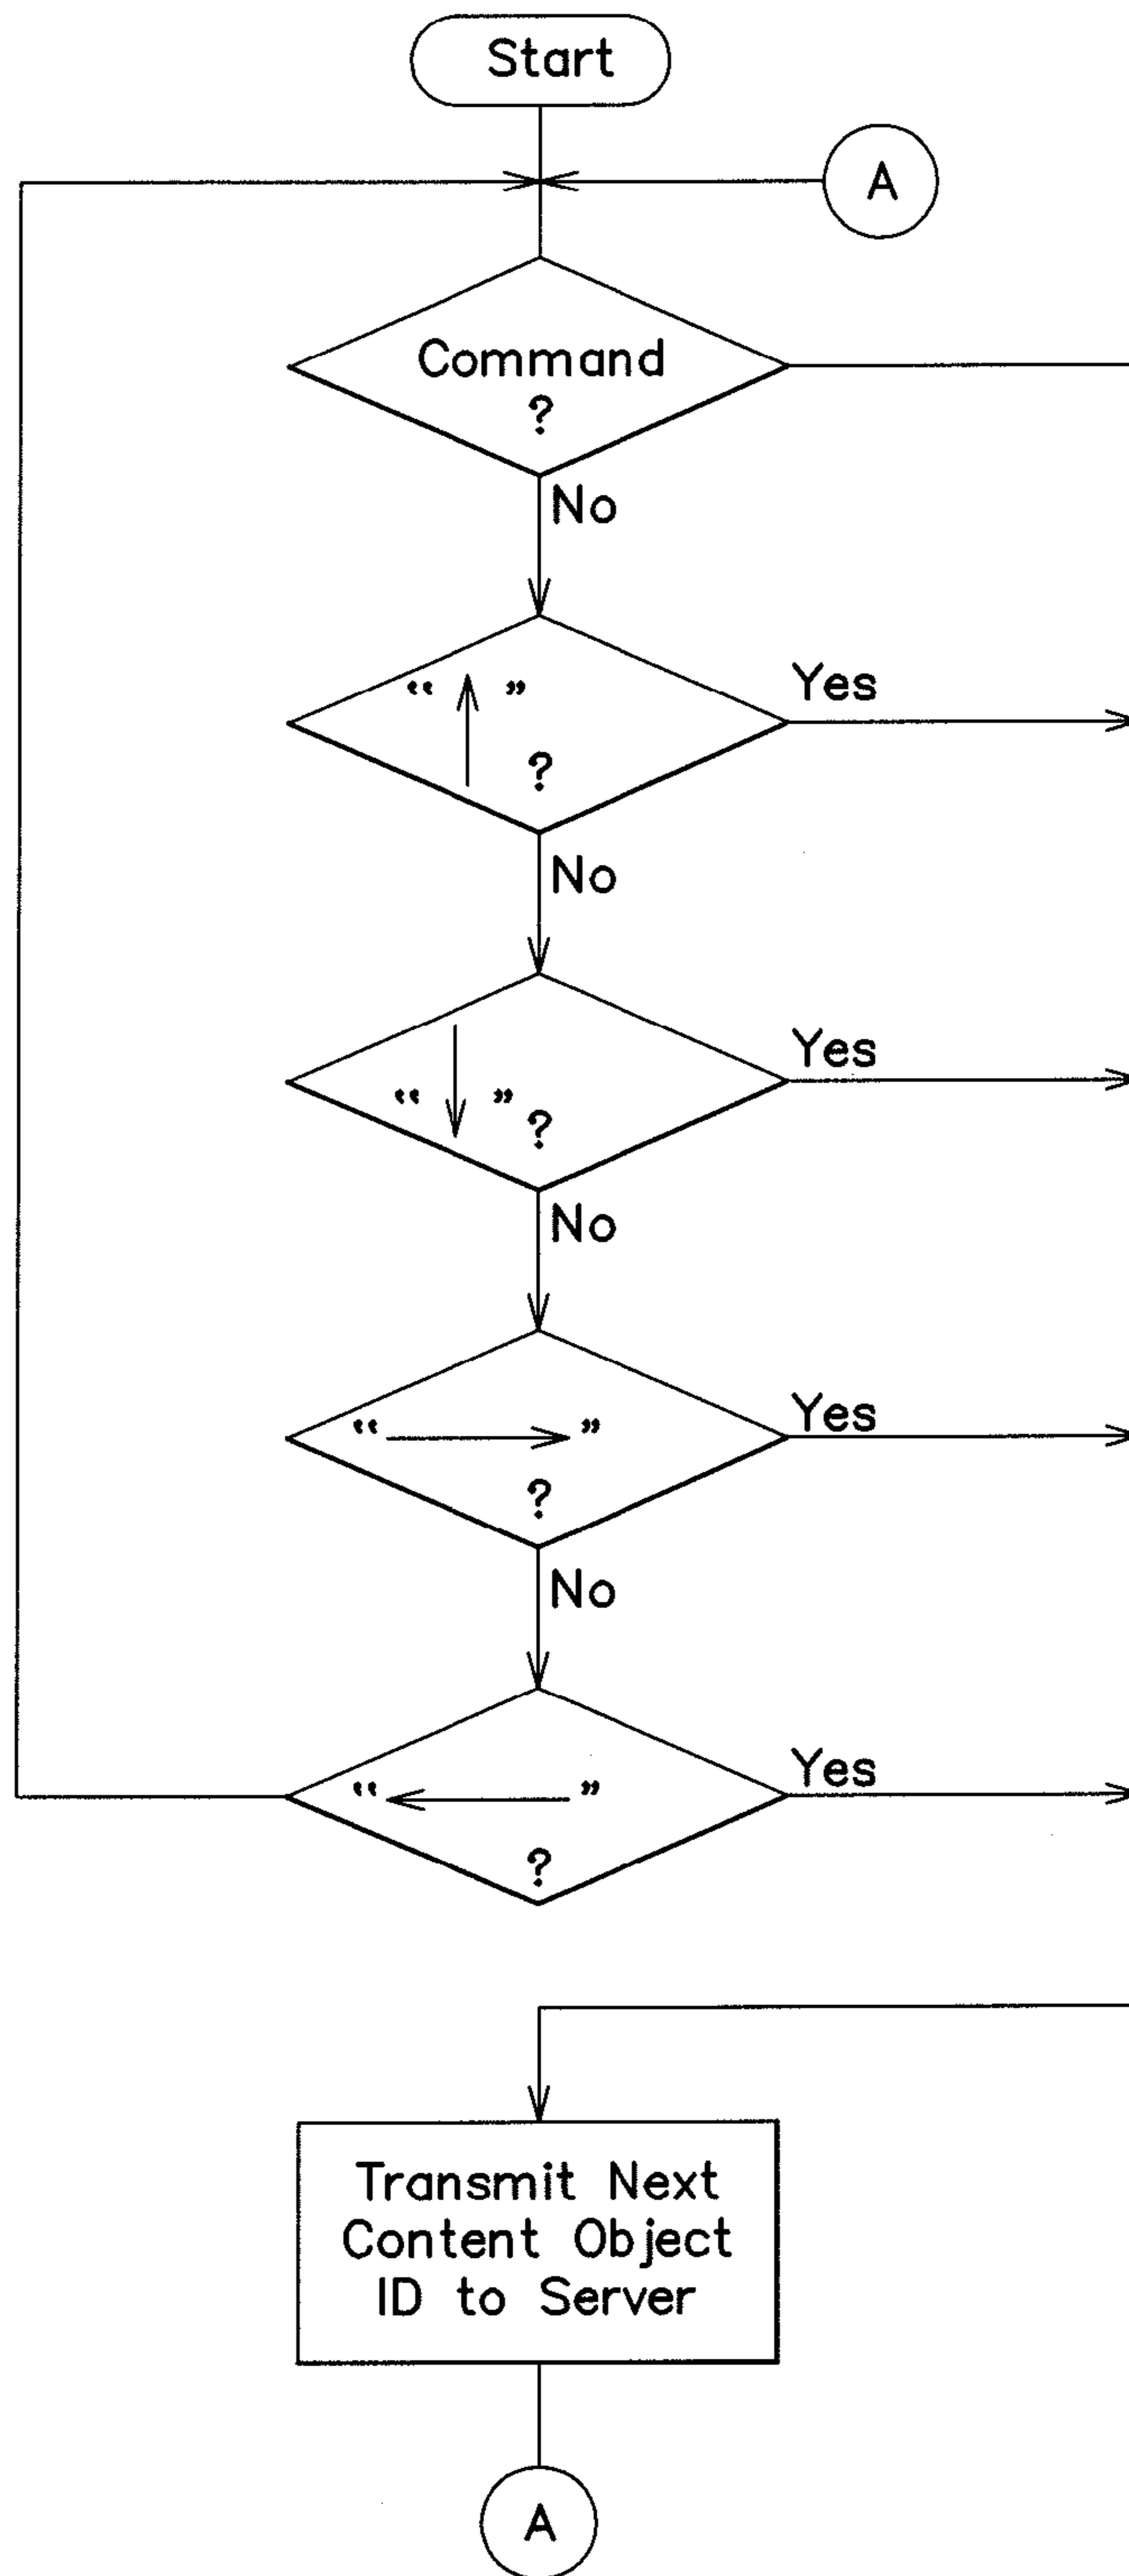 Start
A
Command
?
No
“ ↑ ”
?
Yes
No
“ ↓ ”
?
Yes
No
“ → ”
?
Yes
No
“ ← ”
?
Yes
Transmit Next
Content Object
ID to Server
A